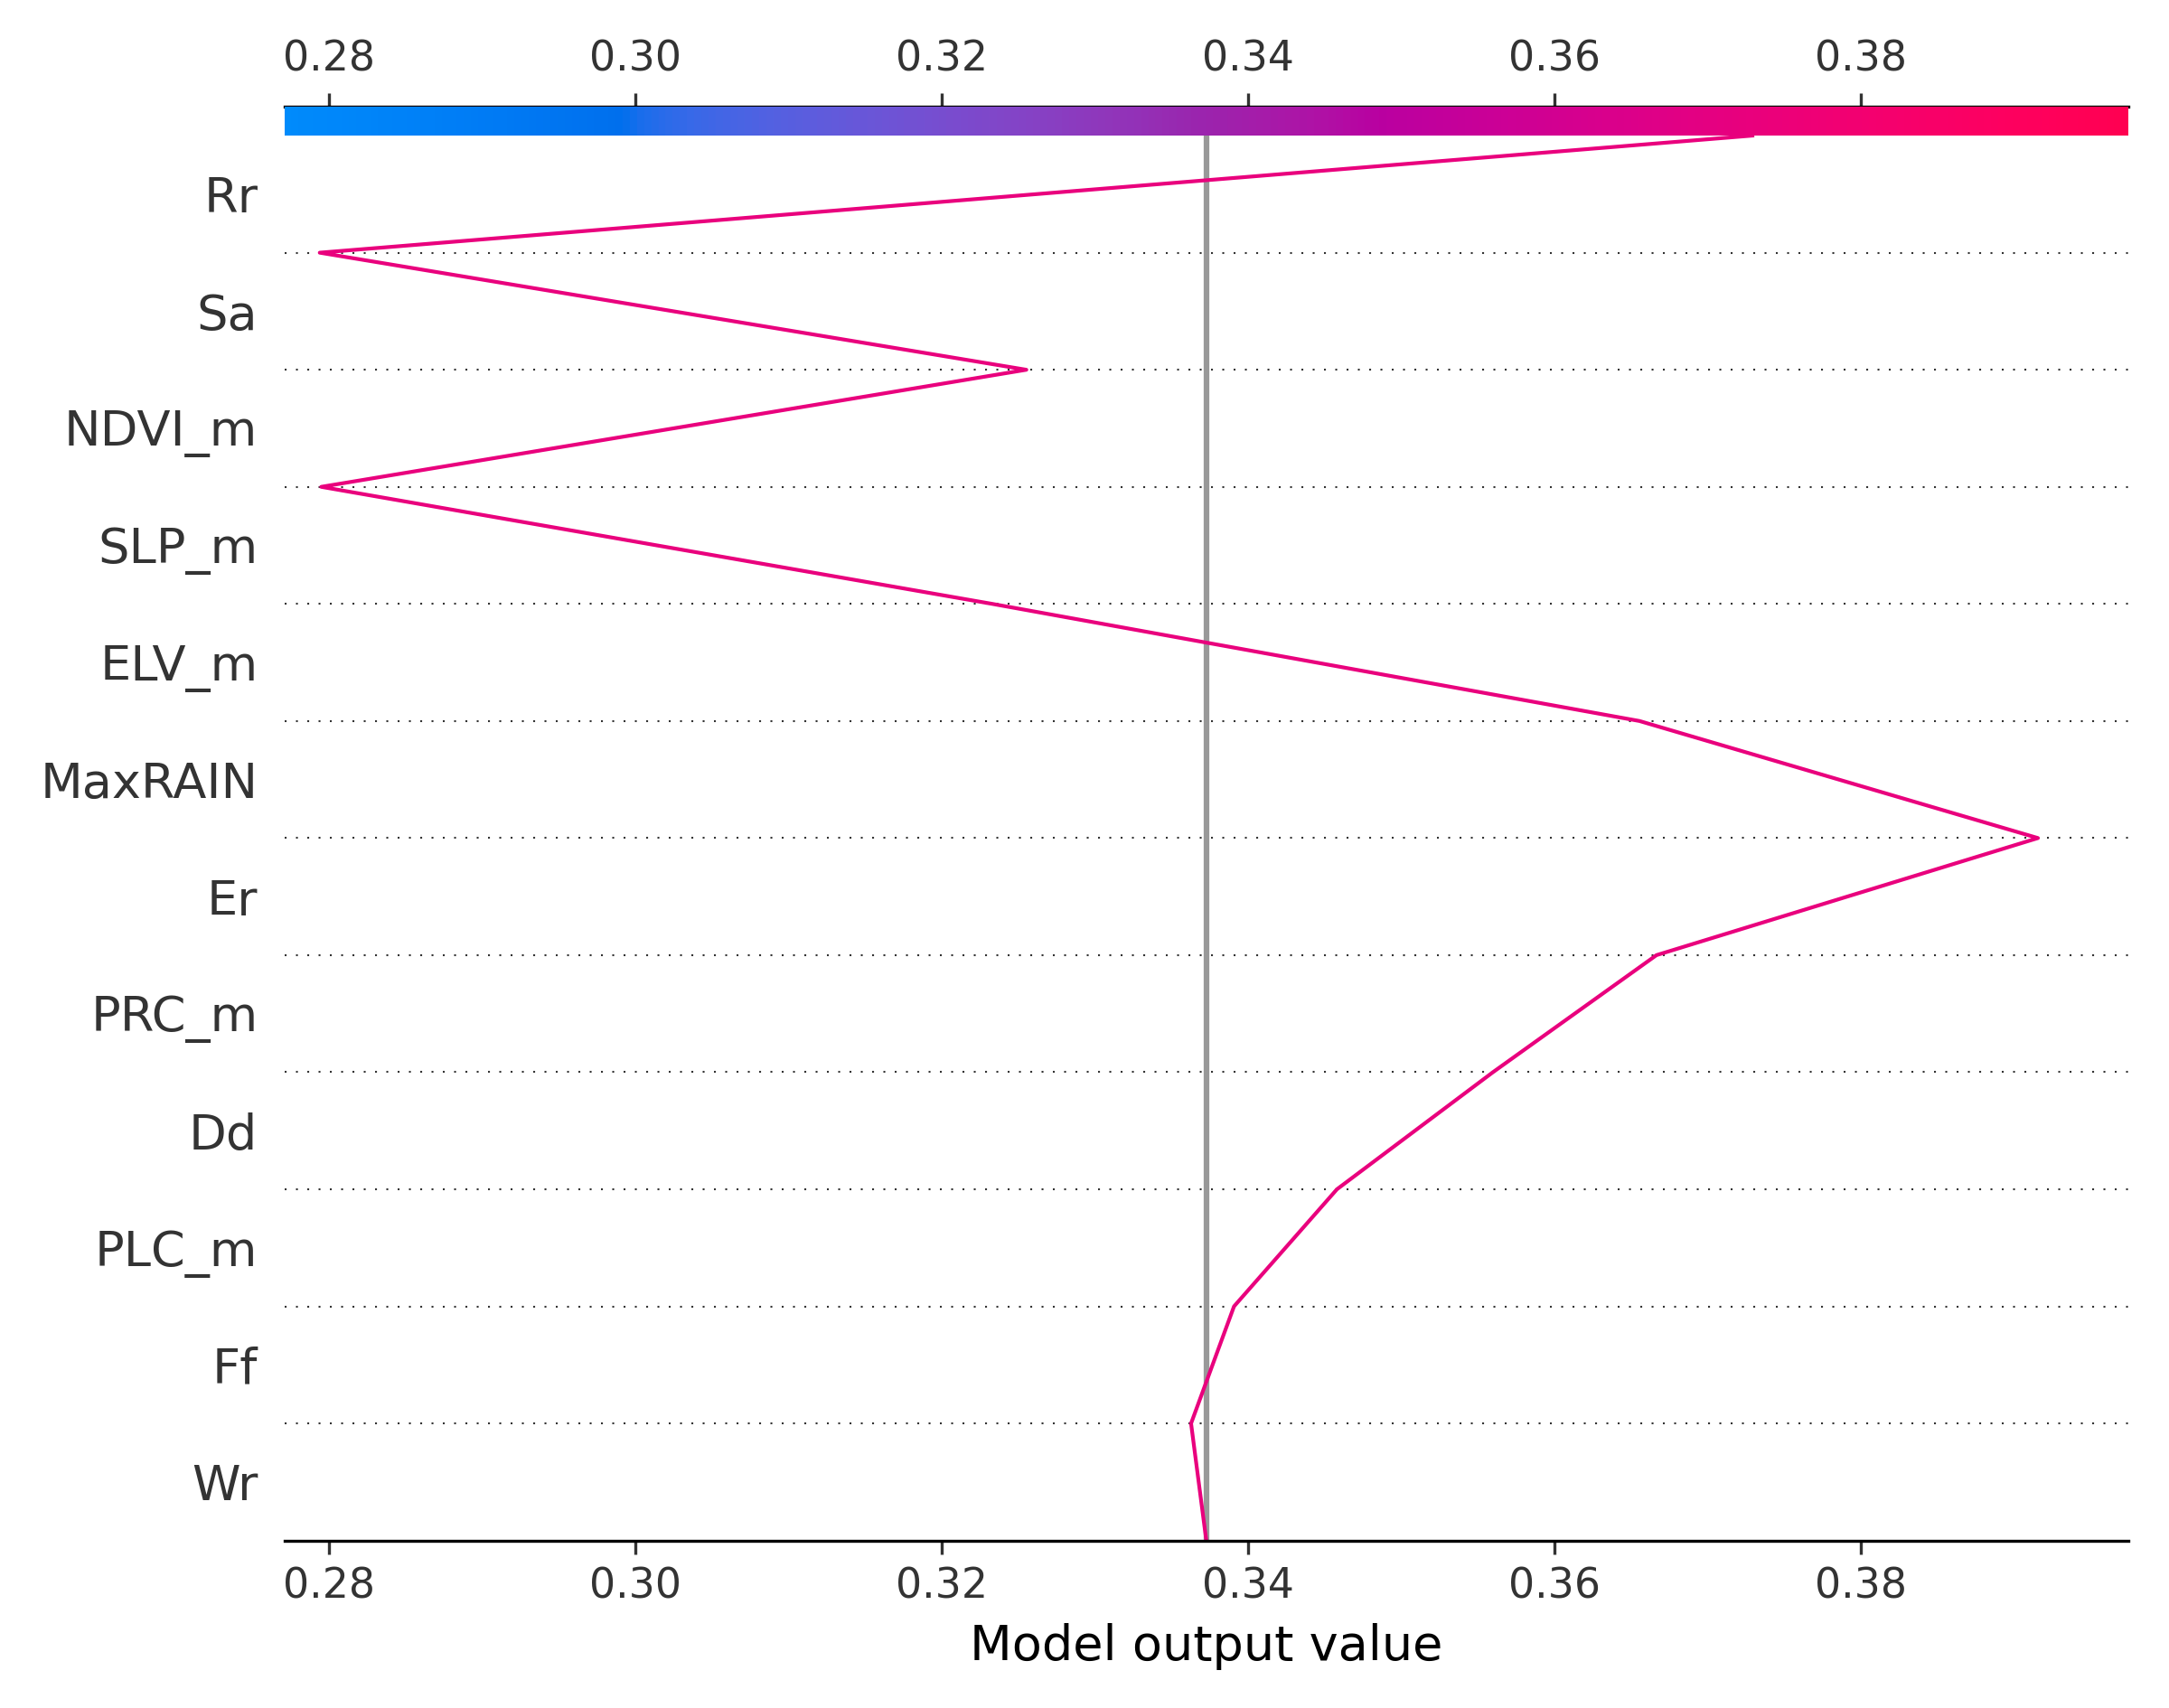 0.28 0.30 0.32 0.34 0.36 0.38
Rr
Sa
NDVI_m
SLP_m
ELV_m
MaxRAIN
Er
PRC_m
Dd
PLC_m
Ff
Wr
0.28 0.30 0.32 0.34 0.36 0.38
Model output value